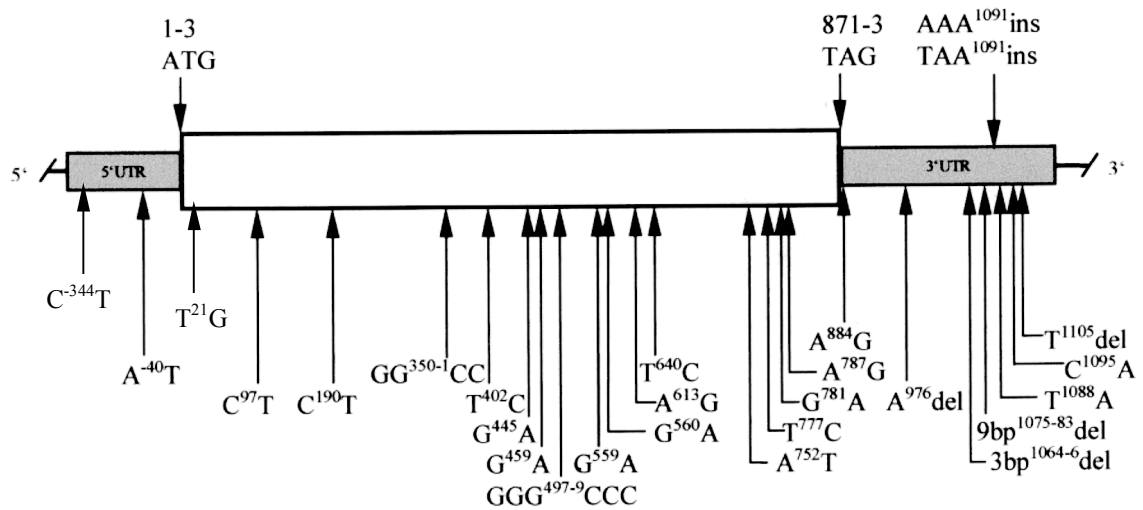 1-3
ATG
871-3
TAG
AAA¹⁰⁹¹ins
TAA¹⁰⁹¹ins
5‘
5‘UTR
3‘UTR
3‘
C⁻³⁴⁴T
A⁻⁴⁰T
T²¹G
C⁹⁷T
C¹⁹⁰T
GG³⁵⁰⁻¹CC
T⁴⁰²C
G⁴⁴⁵A
G⁴⁵⁹A
GGG⁴⁹⁷⁻⁹CCC
G⁵⁵⁹A
G⁵⁶⁰A
A⁶¹³G
T⁶⁴⁰C
A⁷⁵²T
T⁷⁷⁷C
G⁷⁸¹A
A⁷⁸⁷G
A⁸⁸⁴G
A⁹⁷⁶del
3bp¹⁰⁶⁴⁻⁶del
9bp¹⁰⁷⁵⁻⁸³del
T¹⁰⁸⁸A
C¹⁰⁹⁵A
T¹¹⁰⁵del